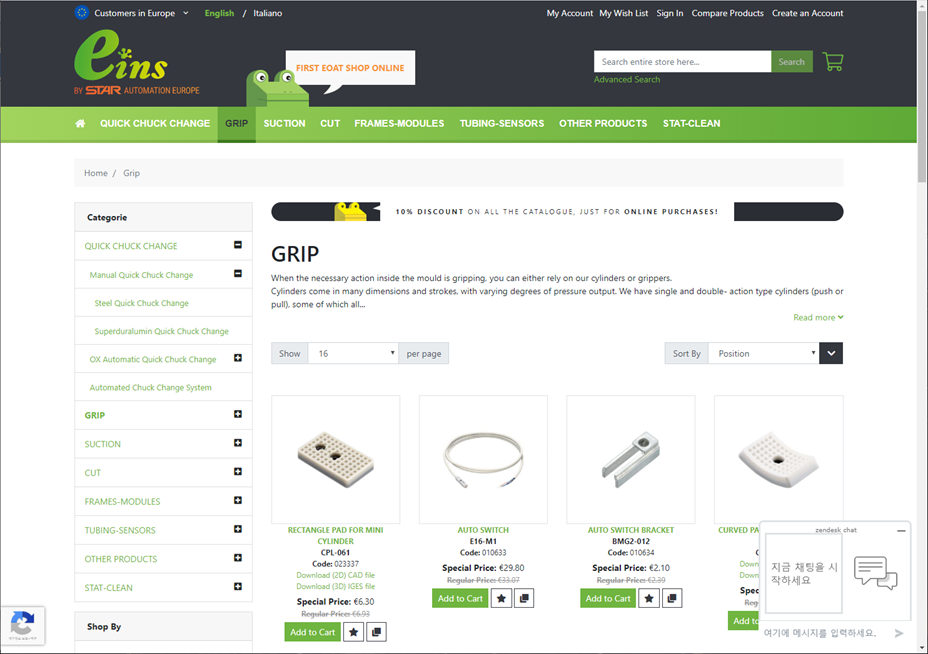 Customers in Europe English / Italiano My Account My Wish List Sign In Compare Products Create an Account
eins
BY STAR AUTOMATION EUROPE
FIRST EOAT SHOP ONLINE
Search entire store here... Search
Advanced Search
QUICK CHUCK CHANGE GRIP SUCTION CUT FRAMES-MODULES TUBING-SENSORS OTHER PRODUCTS STAT-CLEAN
Home / Grip
Categorie
QUICK CHUCK CHANGE
Manual Quick Chuck Change
Steel Quick Chuck Change
Superduralumin Quick Chuck Change
OX Automatic Quick Chuck Change
Automated Chuck Change System
GRIP
SUCTION
CUT
FRAMES-MODULES
TUBING-SENSORS
OTHER PRODUCTS
STAT-CLEAN
Shop By
10% DISCOUNT ON ALL THE CATALOGUE, JUST FOR ONLINE PURCHASES!
GRIP
When the necessary action inside the mould is gripping, you can either rely on our cylinders or grippers.
Cylinders come in many dimensions and strokes, with varying degrees of pressure output. We have single and double- action type cylinders (push or
pull), some of which all...
Read more
Show 16 per page
Sort By Position
RECTANGLE PAD FOR MINI
CYLINDER
CPL-061
Code: 023337
Download (2D) CAD file
Download (3D) IGES file
Special Price: €6.30
Regular Price: €6.93
Add to Cart
AUTO SWITCH
E16-M1
Code: 010633
Special Price: €29.80
Regular Price: €33.07
Add to Cart
AUTO SWITCH BRACKET
BMG2-012
Code: 010634
Special Price: €2.10
Regular Price: €2.39
Add to Cart
CURVED
zendesk chat
지금 채팅을 시
작하세요
여기에 메시지를 입력하세요.